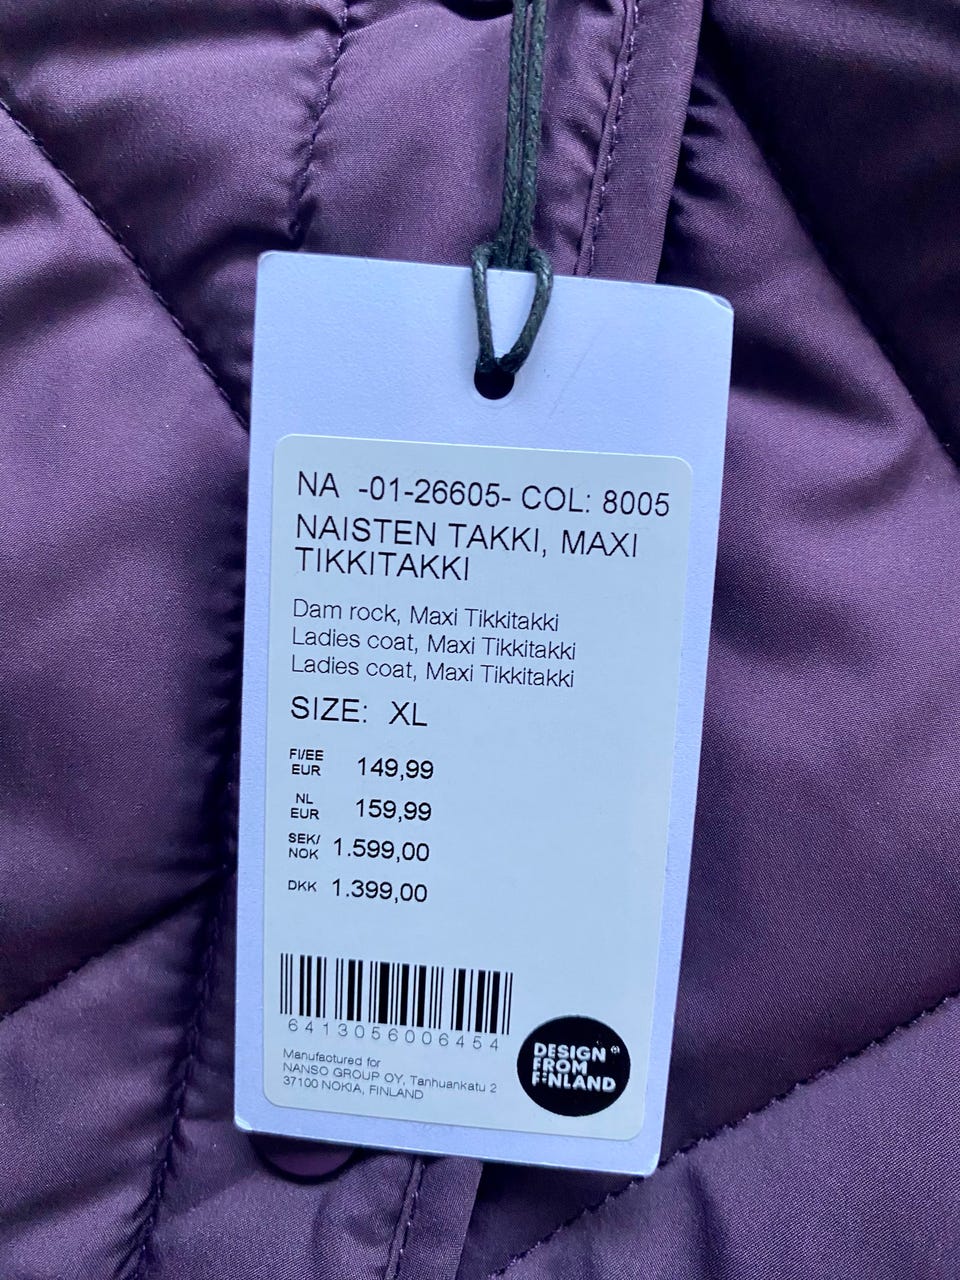 NA -01-26605- COL: 8005
NAISTEN TAKKI, MAXI
TIKKITAKKI
Dam rock, Maxi Tikkitakki
Ladies coat, Maxi Tikkitakki
Ladies coat, Maxi Tikkitakki
SIZE: XL
FI/EE
EUR 149,99
NL
EUR 159,99
SEK/
NOK 1.599,00
DKK 1.399,00
6413056006454
Manufactured for
NANSO GROUP OY, Tanhuankatu 2
37100 NOKIA, FINLAND
DESIGN ®
FROM
FINLAND